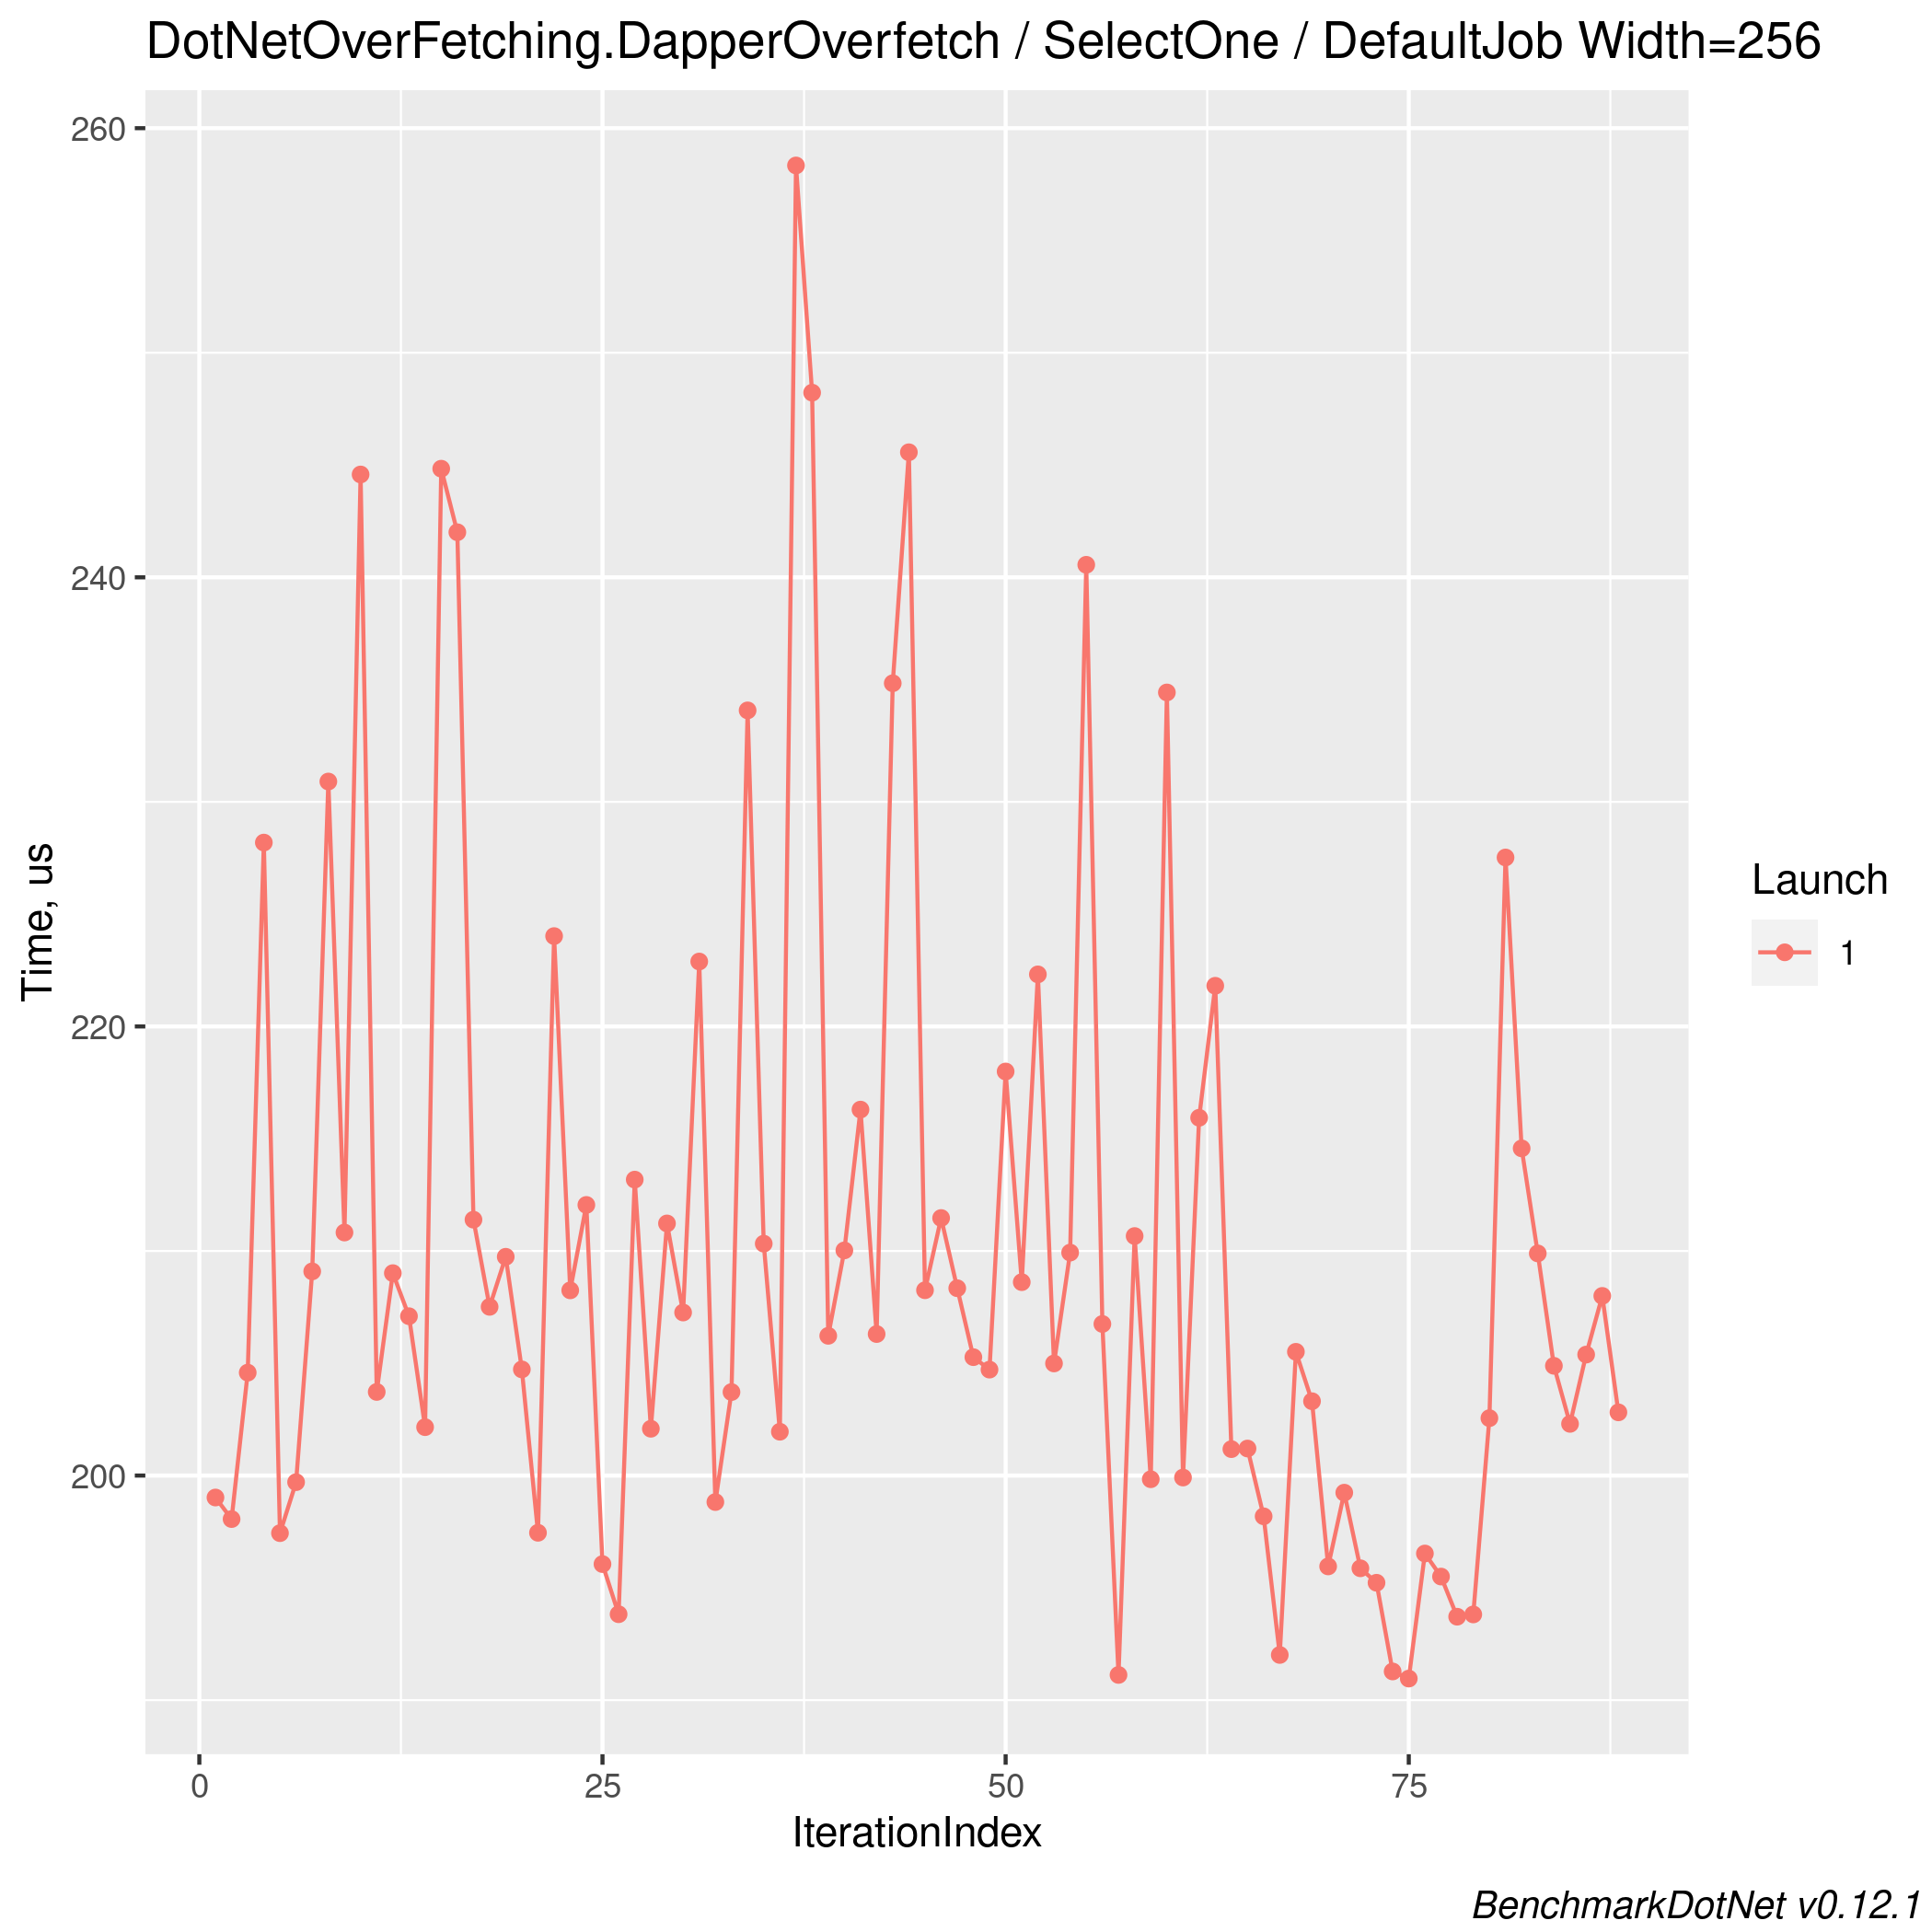 DotNetOverFetching.DapperOverfetch / SelectOne / DefaultJob Width=256
260
240
220
200
Time, us
0 25 50 75
IterationIndex
Launch
1
BenchmarkDotNet v0.12.1